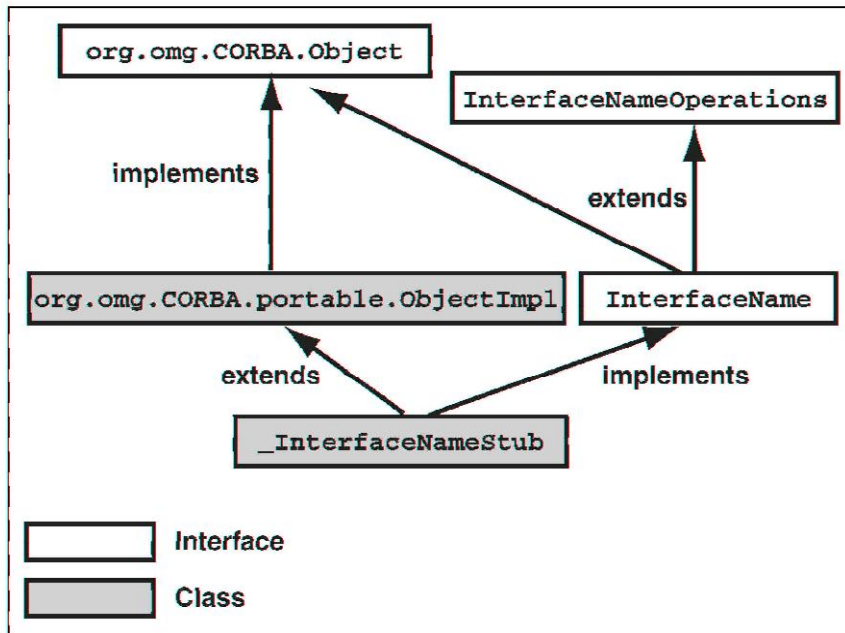 org.omg.CORBA.Object
InterfaceNameOperations
implements
extends
org.omg.CORBA.portable.ObjectImpl
InterfaceName
extends
implements
_InterfaceNameStub
Interface
Class